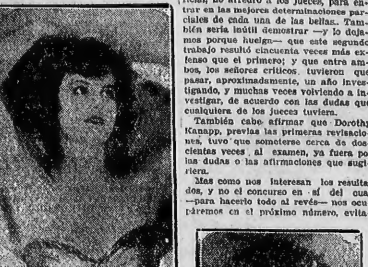 ficial, no arredró a los jueces, para en-
trar en las mejores determinaciones par-
ciales de cada una de las bellas. Tam-
bién sería inútil demostrar —y lo deja-
mos porque huelga— que este segundo
trabajo resultó cincuenta veces más ex-
tenso que el primero; y que entre am-
bos, los señores críticos tuvieron que
pasar, aproximadamente, un año inves-
tigando, y muchas veces volviendo a in-
vestigar, de acuerdo con las dudas que
cualquiera de los jueces tuviera.
También cabe afirmar que Dorothy
Kanapp, previas las primeras revisacio-
nes, tuvo que someterse cerca de dos-
cientas veces al examen, ya fuera por
las dudas o las afirmaciones que sugi-
riera.
Mas como nos interesan los resulta-
dos, y no el concurso en sí del cual
—para hacerlo todo al revés— nos ocu-
paremos en el próximo número, evita-